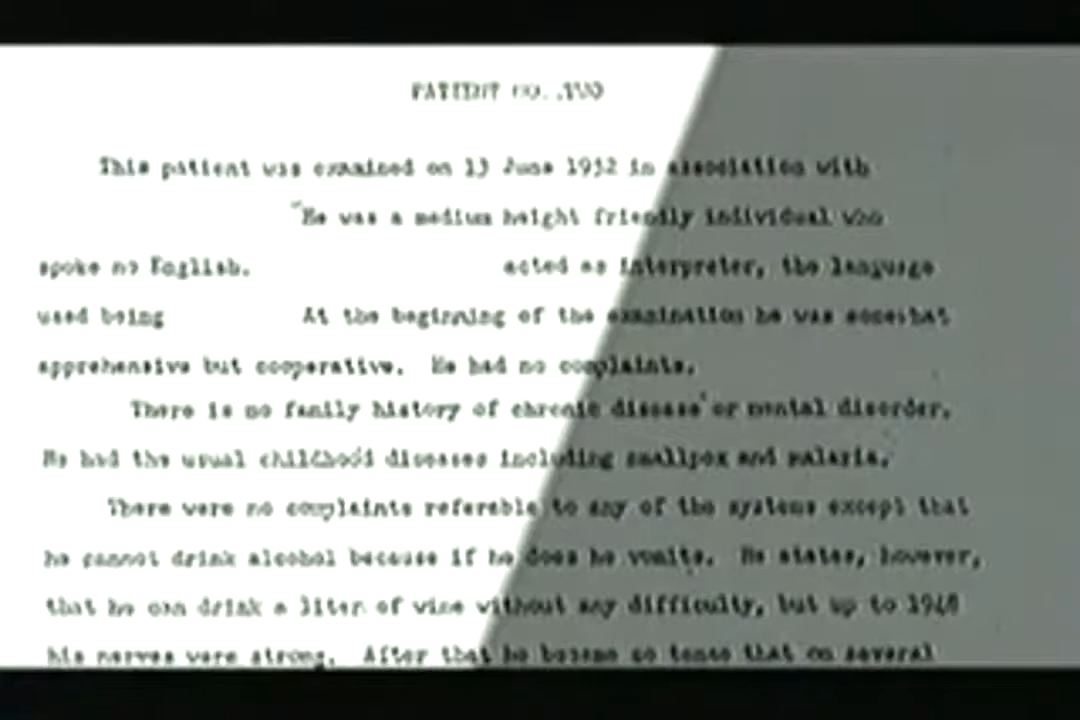 PATIENT NO. TWO
This patient was examined on 13 June 1952 in association with
"He was a medium height friendly individual who
spoke no English. acted as interpreter, the language
used being At the beginning of the examination he was somewhat
apprehensive but cooperative. He had no complaints.
There is no family history of chronic disease or mental disorder.
He had the usual childhood diseases including smallpox and malaria.
There were no complaints referable to any of the systems except that
he cannot drink alcohol because if he does he vomits. He states, however,
that he can drink a liter of wine without any difficulty, but up to 1948
his nerves were strong. After that he became so tense that on several